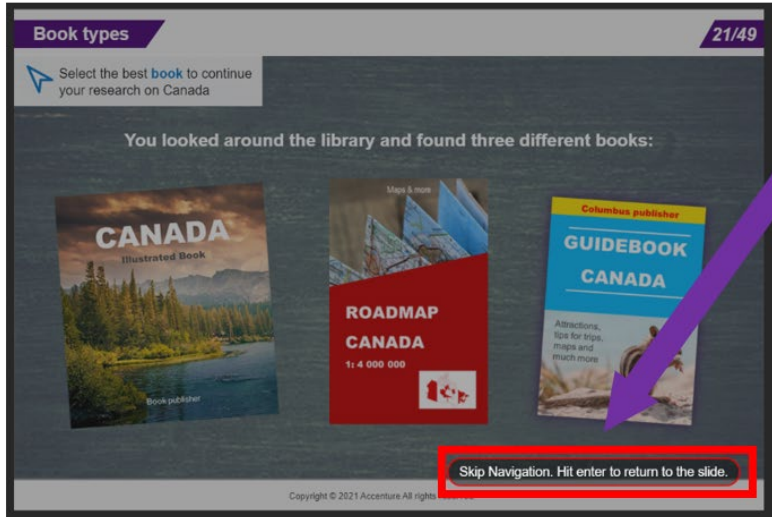 Book types
21/49
Select the best book to continue
your research on Canada
You looked around the library and found three different books:
CANADA
Illustrated Book
Book publisher
Maps & more
ROADMAP
CANADA
1: 4 000 000
Columbus publisher
GUIDEBOOK
CANADA
Attractions,
tips for trips,
maps and
much more
Skip Navigation. Hit enter to return to the slide.
Copyright © 2021 Accenture All rights